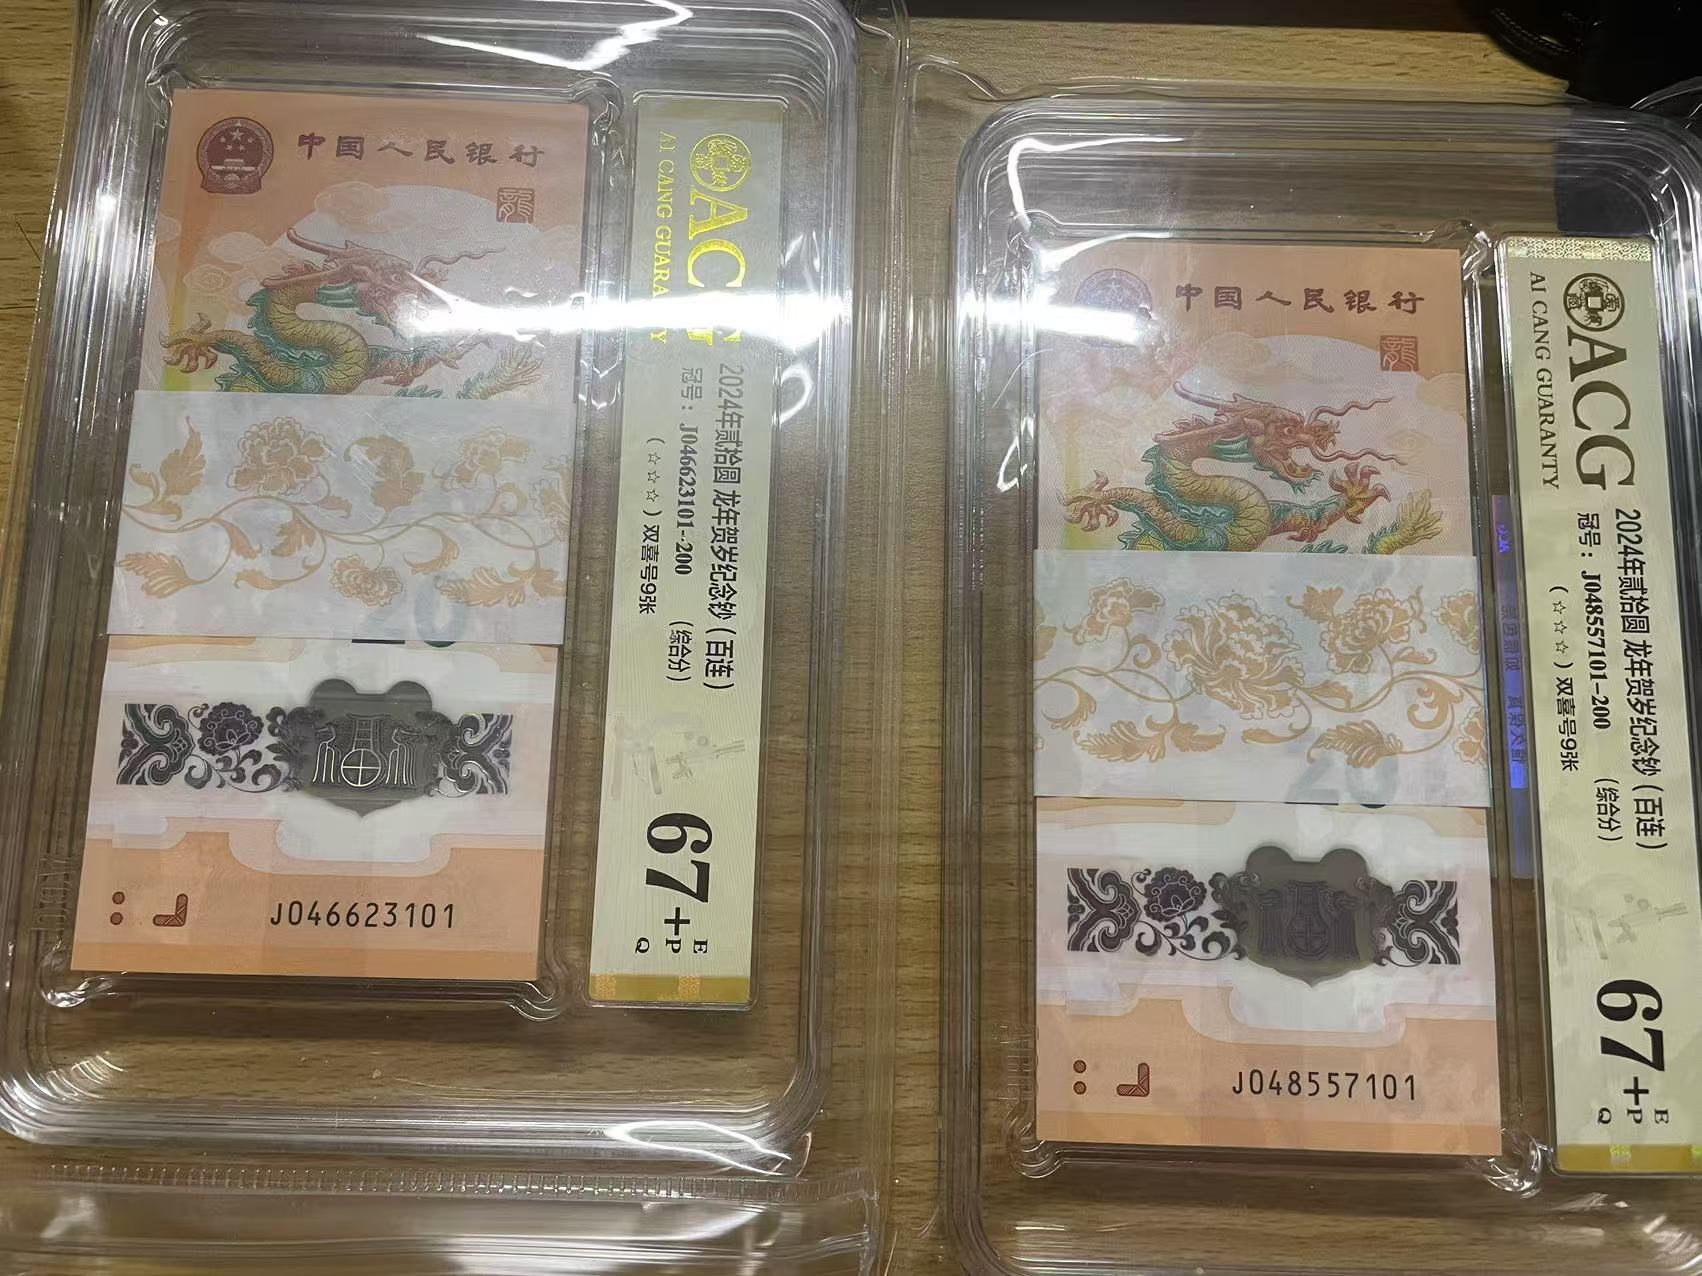 中国人民银行
龍
20
J046623101
ACG
AI CANG GUARANTY
2024年贰拾圆 龙年贺岁纪念钞（百连）
冠号：J046623101--200
（综合分）
（☆☆☆）双喜号9张
67+
E
P
Q
中国人民银行
龍
20
J048557101
ACG
AI CANG GUARANTY
2024年贰拾圆 龙年贺岁纪念钞（百连）
冠号：J048557101-200
（综合分）
（☆☆☆）双喜号9张
67+
E
P
Q